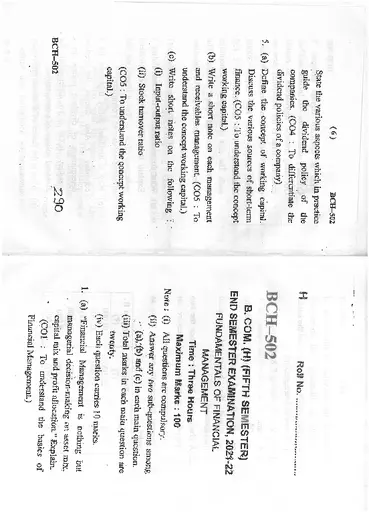 H
Roll No. ..............................
BCH–502
B. COM. (H) (FIFTH SEMESTER)
END SEMESTER EXAMINATION, 2021-22
FUNDAMENTALS OF FINANCIAL
MANAGEMENT
Time : Three Hours
Maximum Marks : 100
Note : (i) All questions are compulsory.
(ii) Answer any two sub-questions among
(a), (b) and (c) in each main question.
(iii) Total marks in each main question are
twenty.
(iv) Each question carries 10 marks.
1. (a) "Financial Management is nothing but
managerial decision-making on asset mix,
capital mix and profit allocation." Explain.
(CO1 : To understand the basics of
Financial Management.)
( 6 )
BCH–502
State the various aspects which in practice
guide the dividend policy of the
companies. (CO4 : To differentiate the
dividend policies of a company)
5. (a) Define the concept of working capital.
Discuss the various sources of short-term
finance. (CO5 : To understand the concept
working capital.)
(b) Write a short note on each management
and receivables management. (CO5 : To
understand the concept working capital.)
(c) Write short notes on the following :
(i) Input-output ratio
(ii) Stock turnover ratio
(CO5 : To understand the concept working
capital.)
BCH–502
290